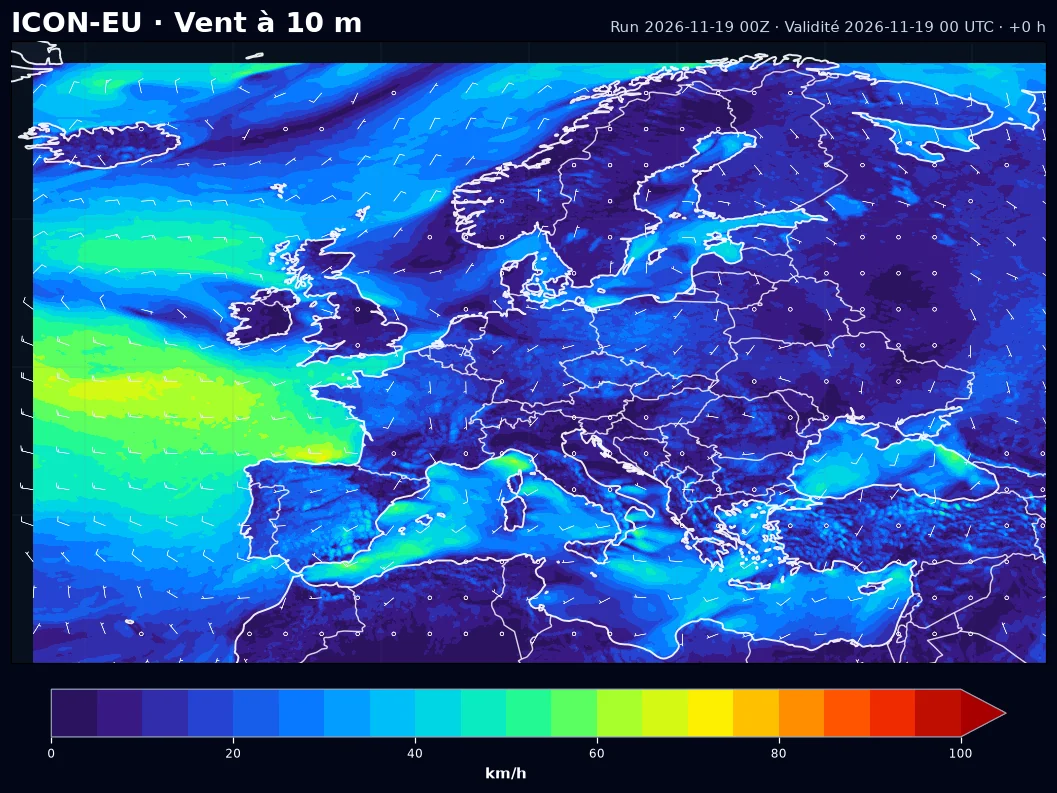 ICON-EU · Vent à 10 m
Run 2026-11-19 00Z · Validité 2026-11-19 00 UTC · +0 h
0 20 40 60 80 100
km/h